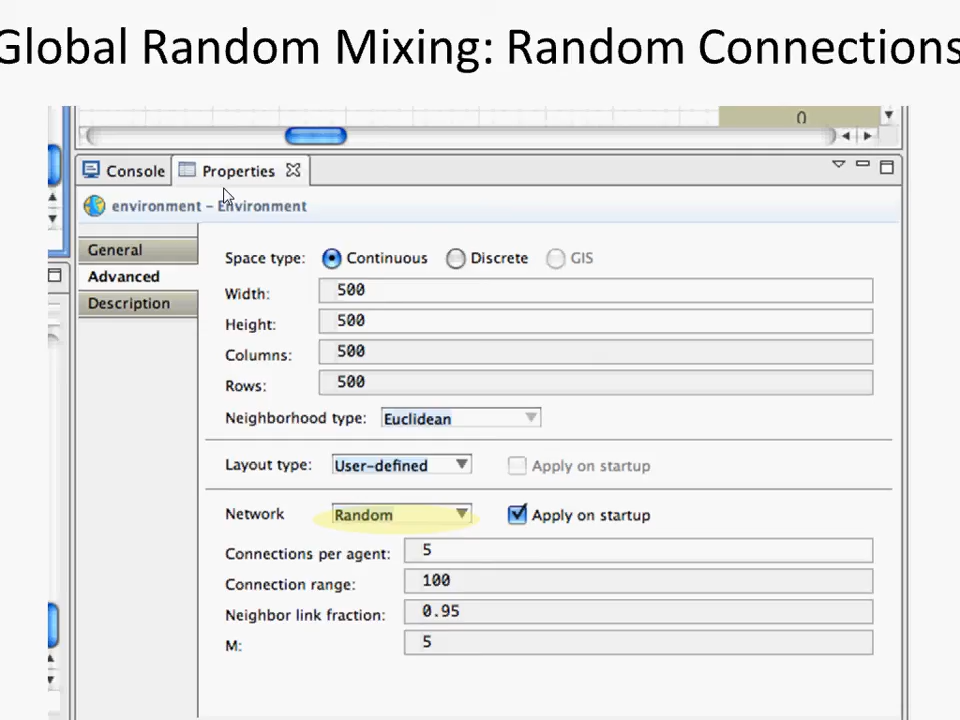 Global Random Mixing: Random Connections
0
Console Properties
environment – Environment
General
Advanced
Description
Space type: Continuous Discrete GIS
Width: 500
Height: 500
Columns: 500
Rows: 500
Neighborhood type: Euclidean
Layout type: User-defined Apply on startup
Network Random Apply on startup
Connections per agent: 5
Connection range: 100
Neighbor link fraction: 0.95
M: 5